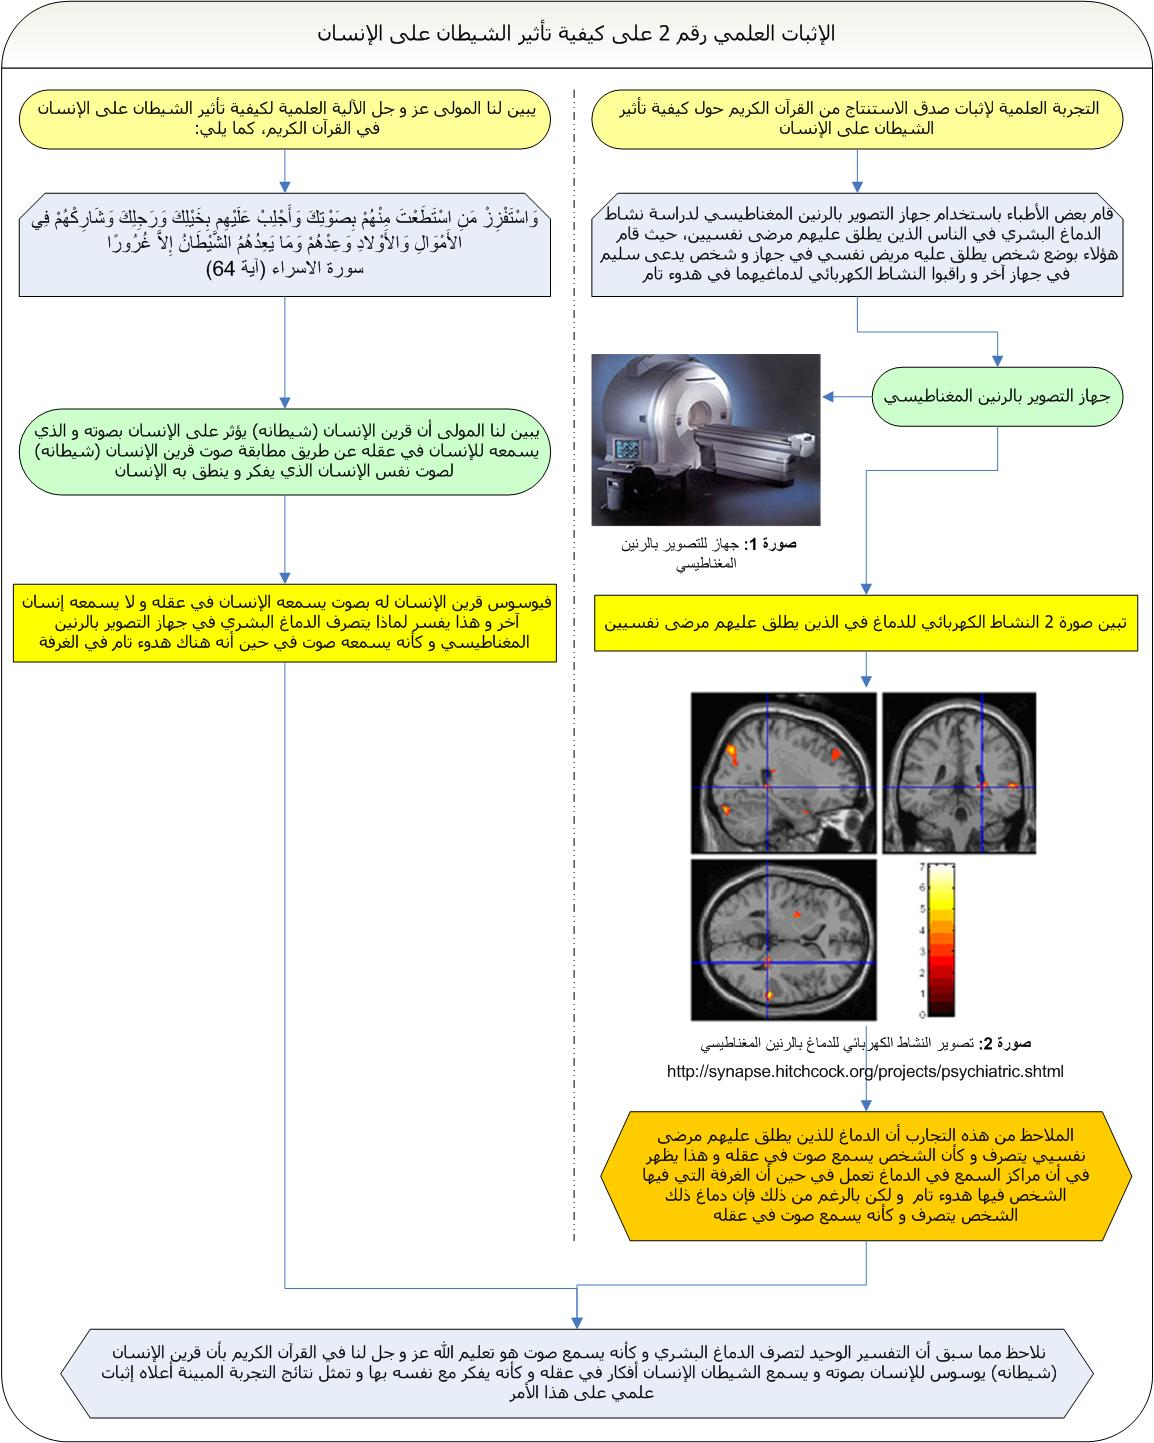 الإثبات العلمي رقم 2 على كيفية تأثير الشيطان على الإنسان
التجربة العلمية لإثبات صدق الاستنتاج من القرآن الكريم حول كيفية تأثير
الشيطان على الإنسان
قام بعض الأطباء باستخدام جهاز التصوير بالرنين المغناطيسي لدراسة نشاط
الدماغ البشري في الناس الذين يطلق عليهم مرضى نفسيين، حيث قام
هؤلاء بوضع شخص يطلق عليه مريض نفسي في جهاز و شخص يدعى سليم
في جهاز آخر و راقبوا النشاط الكهربائي لدماغيهما في هدوء تام
جهاز التصوير بالرنين المغناطيسي
صورة 1: جهاز للتصوير بالرنين
المغناطيسي
تبين صورة 2 النشاط الكهربائي للدماغ في الذين يطلق عليهم مرضى نفسيين
7
6
5
4
3
2
1
0
صورة 2: تصوير النشاط الكهربائي للدماغ بالرنين المغناطيسي
http://synapse.hitchcock.org/projects/psychiatric.shtml
الملاحظ من هذه التجارب أن الدماغ للذين يطلق عليهم مرضى
نفسيي يتصرف و كأن الشخص يسمع صوت في عقله و هذا يظهر
في أن مراكز السمع في الدماغ تعمل في حين أن الغرفة التي فيها
الشخص فيها هدوء تام و لكن بالرغم من ذلك فإن دماغ ذلك
الشخص يتصرف و كأنه يسمع صوت في عقله
يبين لنا المولى عز و جل الآلية العلمية لكيفية تأثير الشيطان على الإنسان
في القرآن الكريم، كما يلي:
وَاسْتَفْزِزْ مَنِ اسْتَطَعْتَ مِنْهُمْ بِصَوْتِكَ وَأَجْلِبْ عَلَيْهِم بِخَيْلِكَ وَرَجِلِكَ وَشَارِكْهُمْ فِي
الأَمْوَالِ وَالأَوْلادِ وَعِدْهُمْ وَمَا يَعِدُهُمُ الشَّيْطَانُ إِلاَّ غُرُورًا
سورة الاسراء (آية 64)
يبين لنا المولى أن قرين الإنسان (شيطانه) يؤثر على الإنسان بصوته و الذي
يسمعه للإنسان في عقله عن طريق مطابقة صوت قرين الإنسان (شيطانه)
لصوت نفس الإنسان الذي يفكر و ينطق به الإنسان
فيوسوس قرين الإنسان له بصوت يسمعه الإنسان في عقله و لا يسمعه إنسان
آخر و هذا يفسر لماذا يتصرف الدماغ البشري في جهاز التصوير بالرنين
المغناطيسي و كأنه يسمعه صوت في حين أنه هناك هدوء تام في الغرفة
نلاحظ مما سبق أن التفسير الوحيد لتصرف الدماغ البشري و كأنه يسمع صوت هو تعليم الله عز و جل لنا في القرآن الكريم بأن قرين الإنسان
(شيطانه) يوسوس للإنسان بصوته و يسمع الشيطان الإنسان أفكار في عقله و كأنه يفكر مع نفسه بها و تمثل نتائج التجربة المبينة أعلاه إثبات
علمي على هذا الأمر